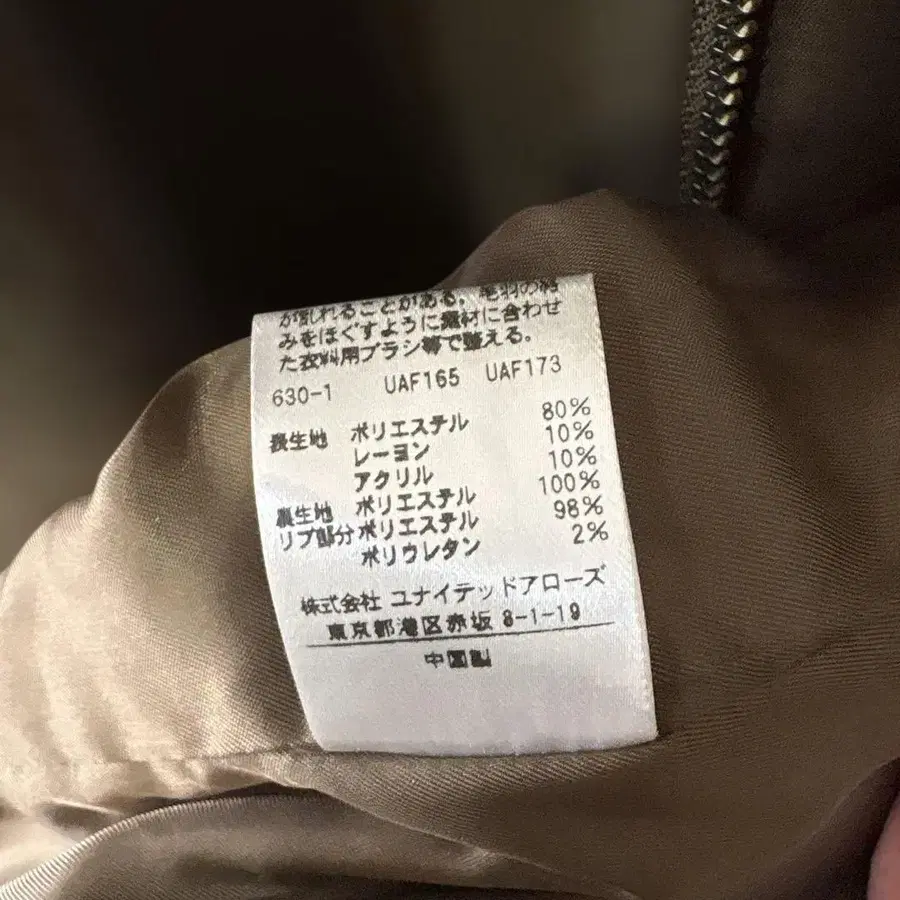 が乱れることがある。毛羽の絡
みをほぐすように素材に合わせ
た衣料用ブラシ等で整える。
630-1 UAF165 UAF173
表生地 ポリエステル 80%
レーヨン 10%
アクリル 10%
裏生地 ポリエステル 100%
リブ部分 ポリエステル 98%
ポリウレタン 2%
株式会社 ユナイテッドアローズ
東京都港区赤坂 8-1-19
中国製